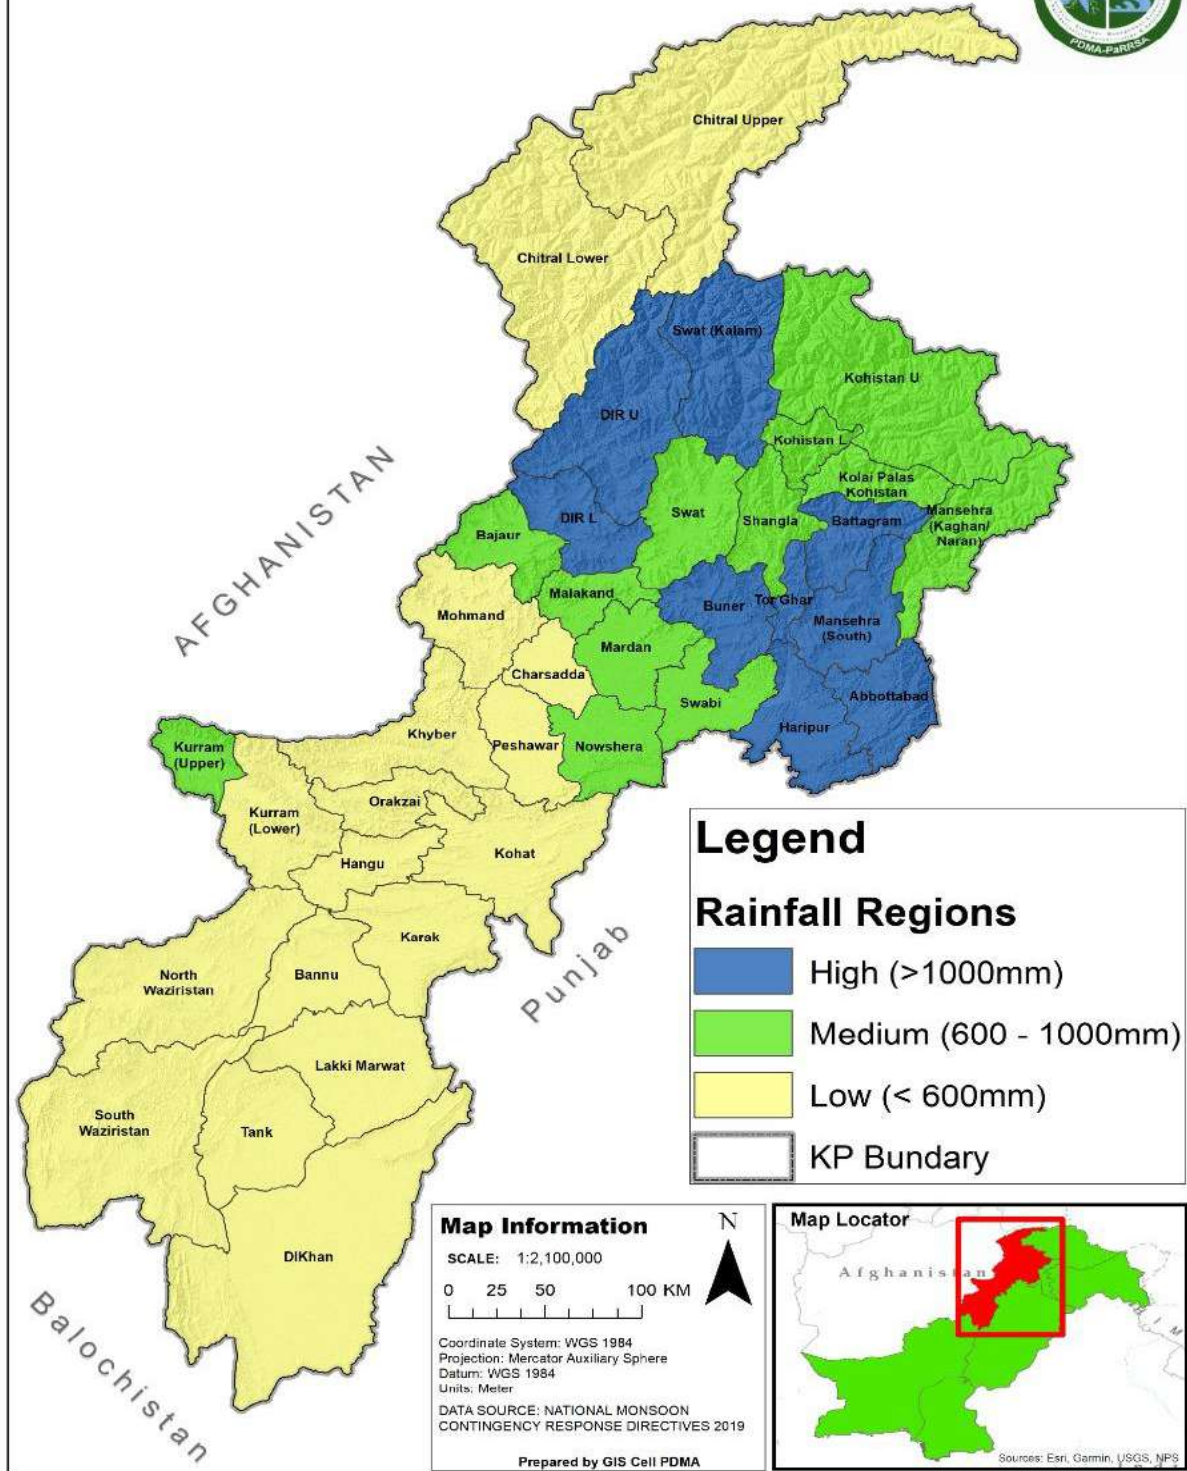 PDMA-PaRRSA
Chitral Upper
Chitral Lower
Swat (Kalam)
Kohistan U
DIR U
Kohistan L
Kolai Palas
Kohistan
Swat
Shangla
Battagram
Mansehra
(Kaghan/
Naran)
DIR L
Bajaur
Malakand
Buner
Tor Ghar
Mansehra
(South)
Mohmand
Mardan
Charsadda
Swabi
Abbottabad
Haripur
Khyber
Peshawar
Nowshera
Kurram
(Upper)
Orakzai
Kurram
(Lower)
Hangu
Kohat
Karak
North
Waziristan
Bannu
Lakki Marwat
South
Waziristan
Tank
DIKhan
AFGHANISTAN
Punjab
Balochistan
Legend
Rainfall Regions
High (>1000mm)
Medium (600 - 1000mm)
Low (< 600mm)
KP Bundary
Map Information
N
SCALE: 1:2,100,000
0 25 50 100 KM
Coordinate System: WGS 1984
Projection: Mercator Auxiliary Sphere
Datum: WGS 1984
Units: Meter
DATA SOURCE: NATIONAL MONSOON
CONTINGENCY RESPONSE DIRECTIVES 2019
Prepared by GIS Cell PDMA
Map Locator
Afghanistan
Sources: Esri, Garmin, USGS, NPS